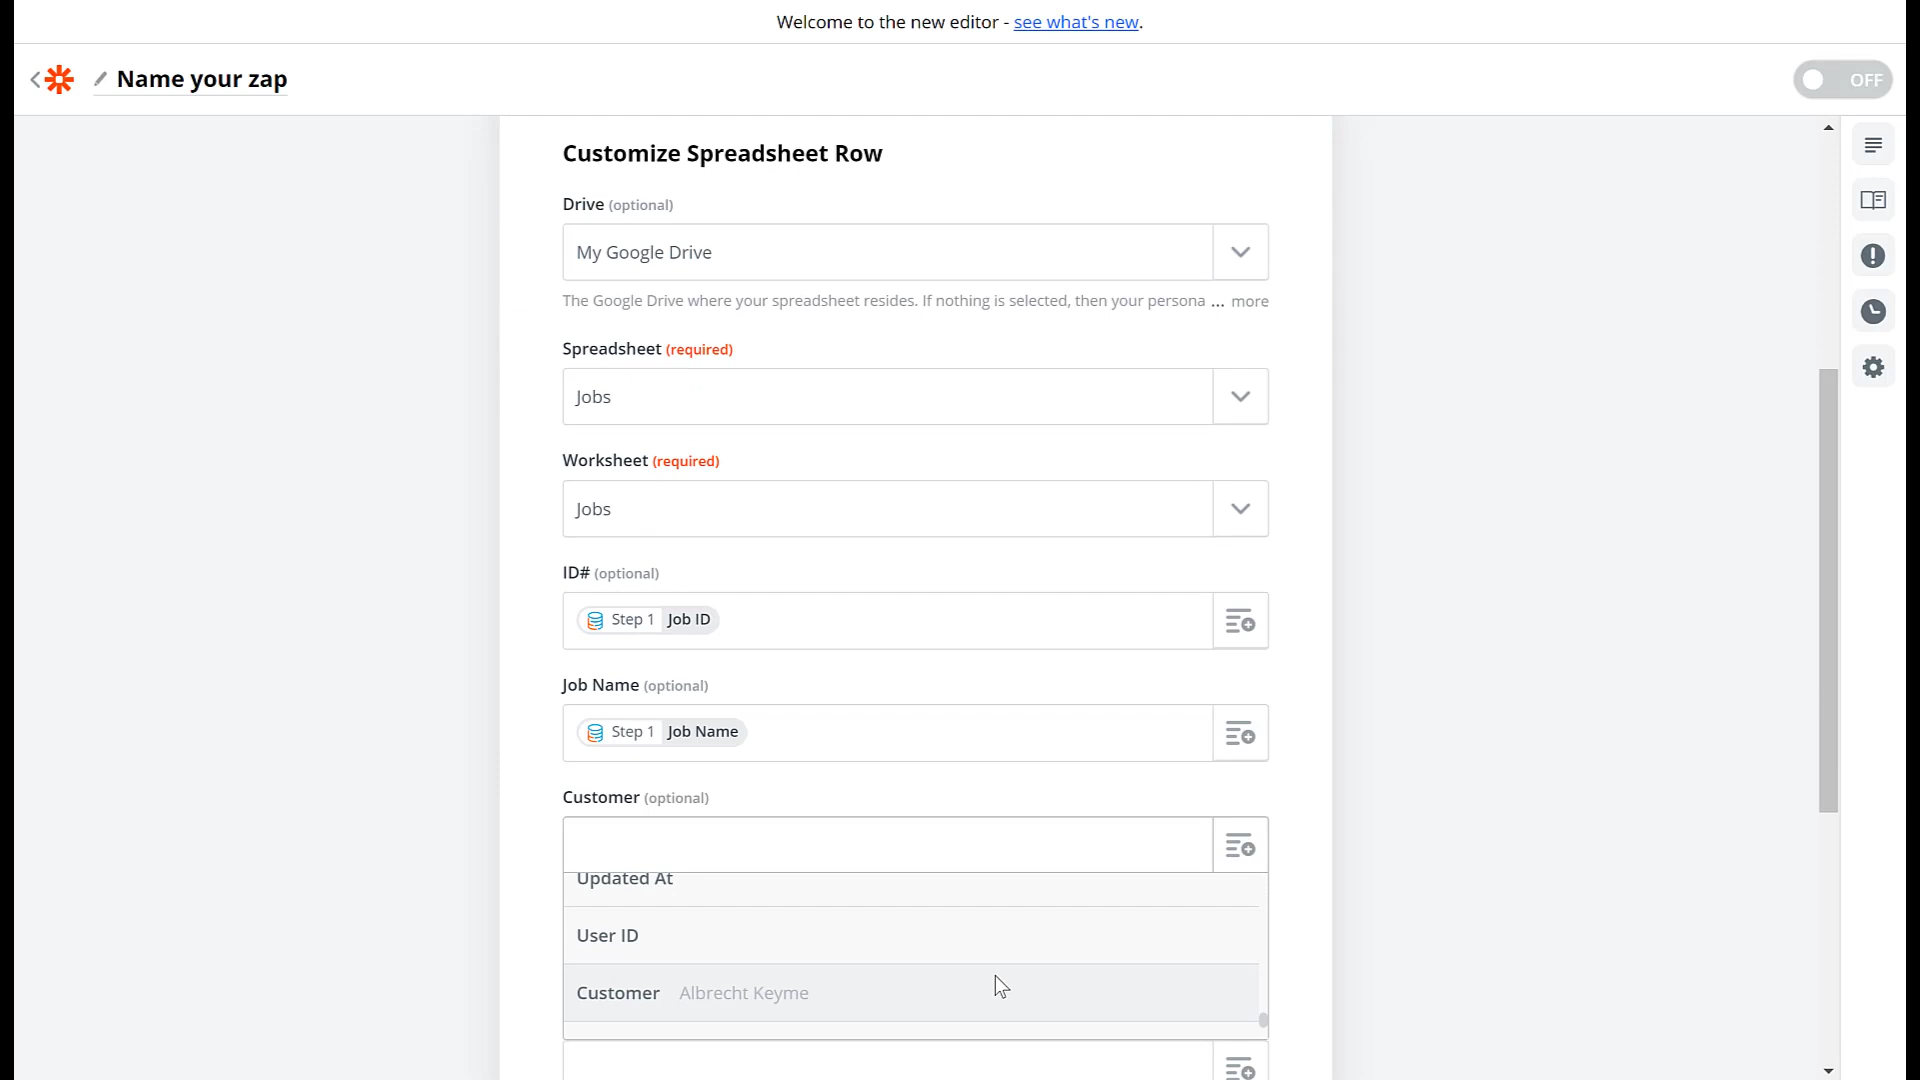 Welcome to the new editor - see what's new.
Name your zap
OFF
Customize Spreadsheet Row
Drive (optional)
My Google Drive
The Google Drive where your spreadsheet resides. If nothing is selected, then your persona ... more
Spreadsheet (required)
Jobs
Worksheet (required)
Jobs
ID# (optional)
Step 1 Job ID
Job Name (optional)
Step 1 Job Name
Customer (optional)
Updated At
User ID
Customer Albrecht Keyme